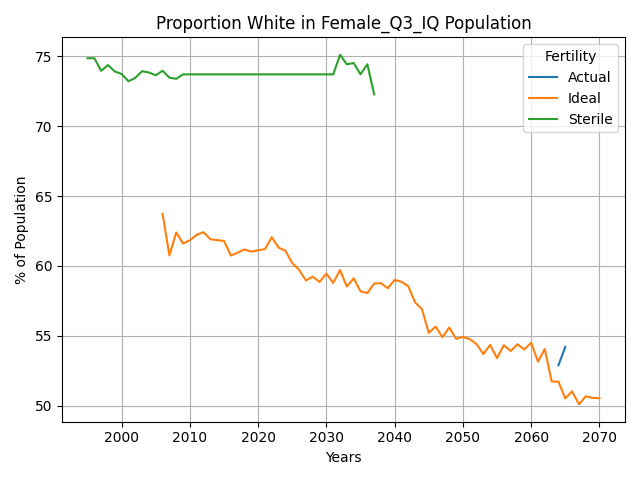 Proportion White in Female_Q3_IQ Population
% of Population
75
70
65
60
55
50
Fertility
Actual
Ideal
Sterile
2000 2010 2020 2030 2040 2050 2060 2070
Years